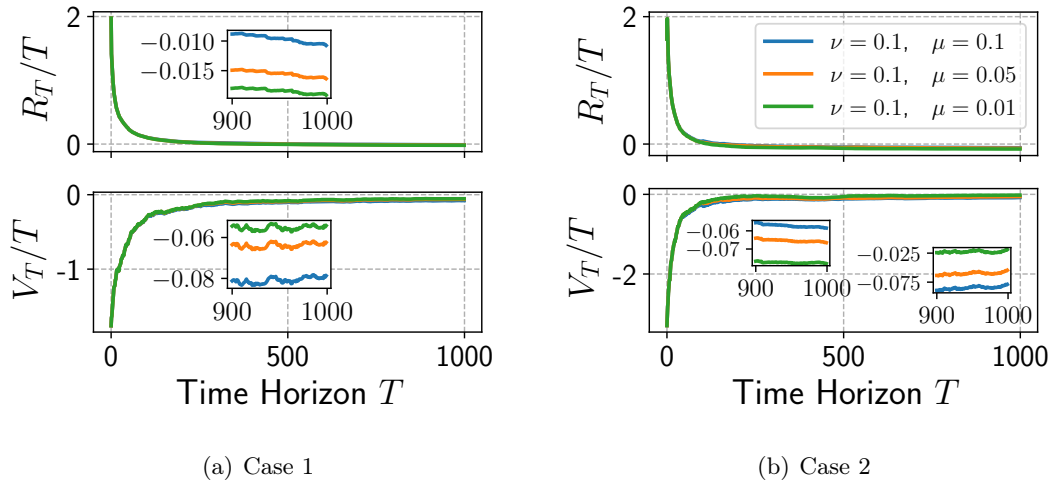 2
0
R_T/T
−0.010
−0.015
900 1000
0
-1
V_T/T
−0.06
−0.08
900 1000
0 500 1000
Time Horizon T
(a) Case 1
2
0
R_T/T
ν = 0.1, μ = 0.1
ν = 0.1, μ = 0.05
ν = 0.1, μ = 0.01
0
-2
V_T/T
−0.06
−0.07
900 1000
−0.025
−0.075
900 1000
0 500 1000
Time Horizon T
(b) Case 2